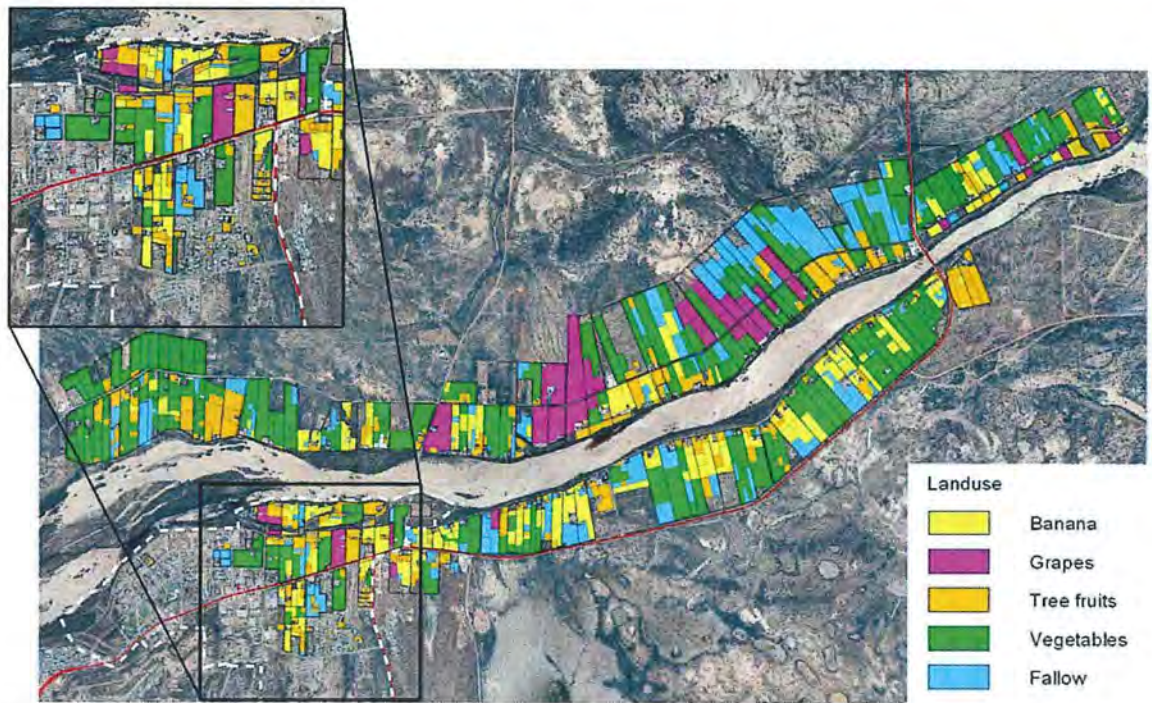 Landuse
Banana
Grapes
Tree fruits
Vegetables
Fallow